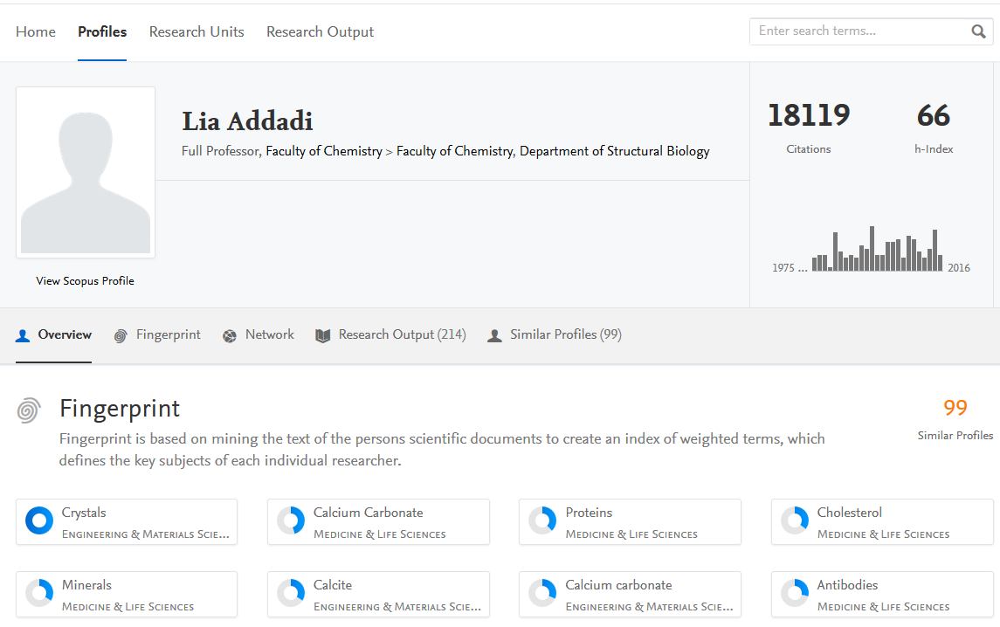 Home Profiles Research Units Research Output Enter search terms...
Lia Addadi
Full Professor, Faculty of Chemistry > Faculty of Chemistry, Department of Structural Biology
18119 66
Citations h-Index
1975 ... 2016
View Scopus Profile
Overview Fingerprint Network Research Output (214) Similar Profiles (99)
Fingerprint
Fingerprint is based on mining the text of the persons scientific documents to create an index of weighted terms, which
defines the key subjects of each individual researcher.
99
Similar Profiles
Crystals Calcium Carbonate Proteins Cholesterol
Engineering & Materials Scie... Medicine & Life Sciences Medicine & Life Sciences Medicine & Life Sciences
Minerals Calcite Calcium carbonate Antibodies
Medicine & Life Sciences Engineering & Materials Scie... Engineering & Materials Scie... Medicine & Life Sciences